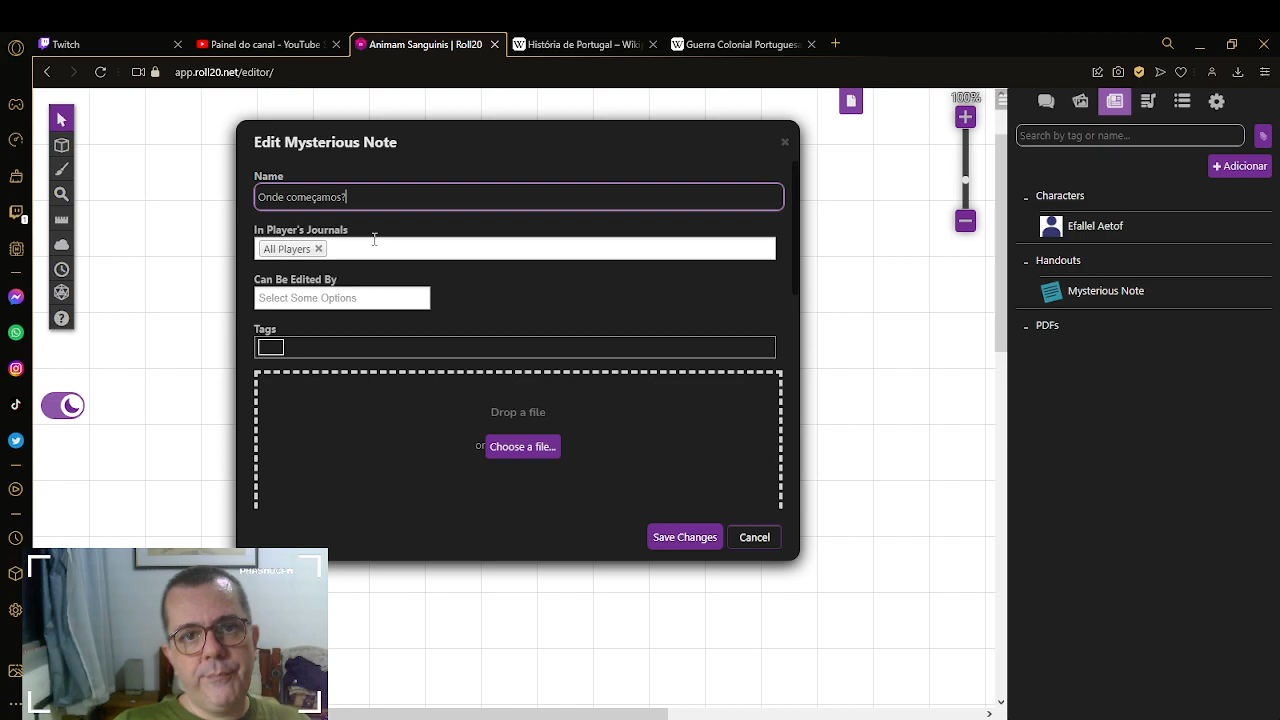 Twitch
Painel do canal - YouTube S
Animam Sanguinis | Roll20
História de Portugal – Wiki
Guerra Colonial Portuguesa
app.roll20.net/editor/
100%
Search by tag or name...
Adicionar
Characters
Efallel Aetof
Handouts
Mysterious Note
PDFs
1
Edit Mysterious Note
Name
Onde começamos?
In Player's Journals
All Players
Can Be Edited By
Select Some Options
Tags
Drop a file
or Choose a file...
Save Changes
Cancel